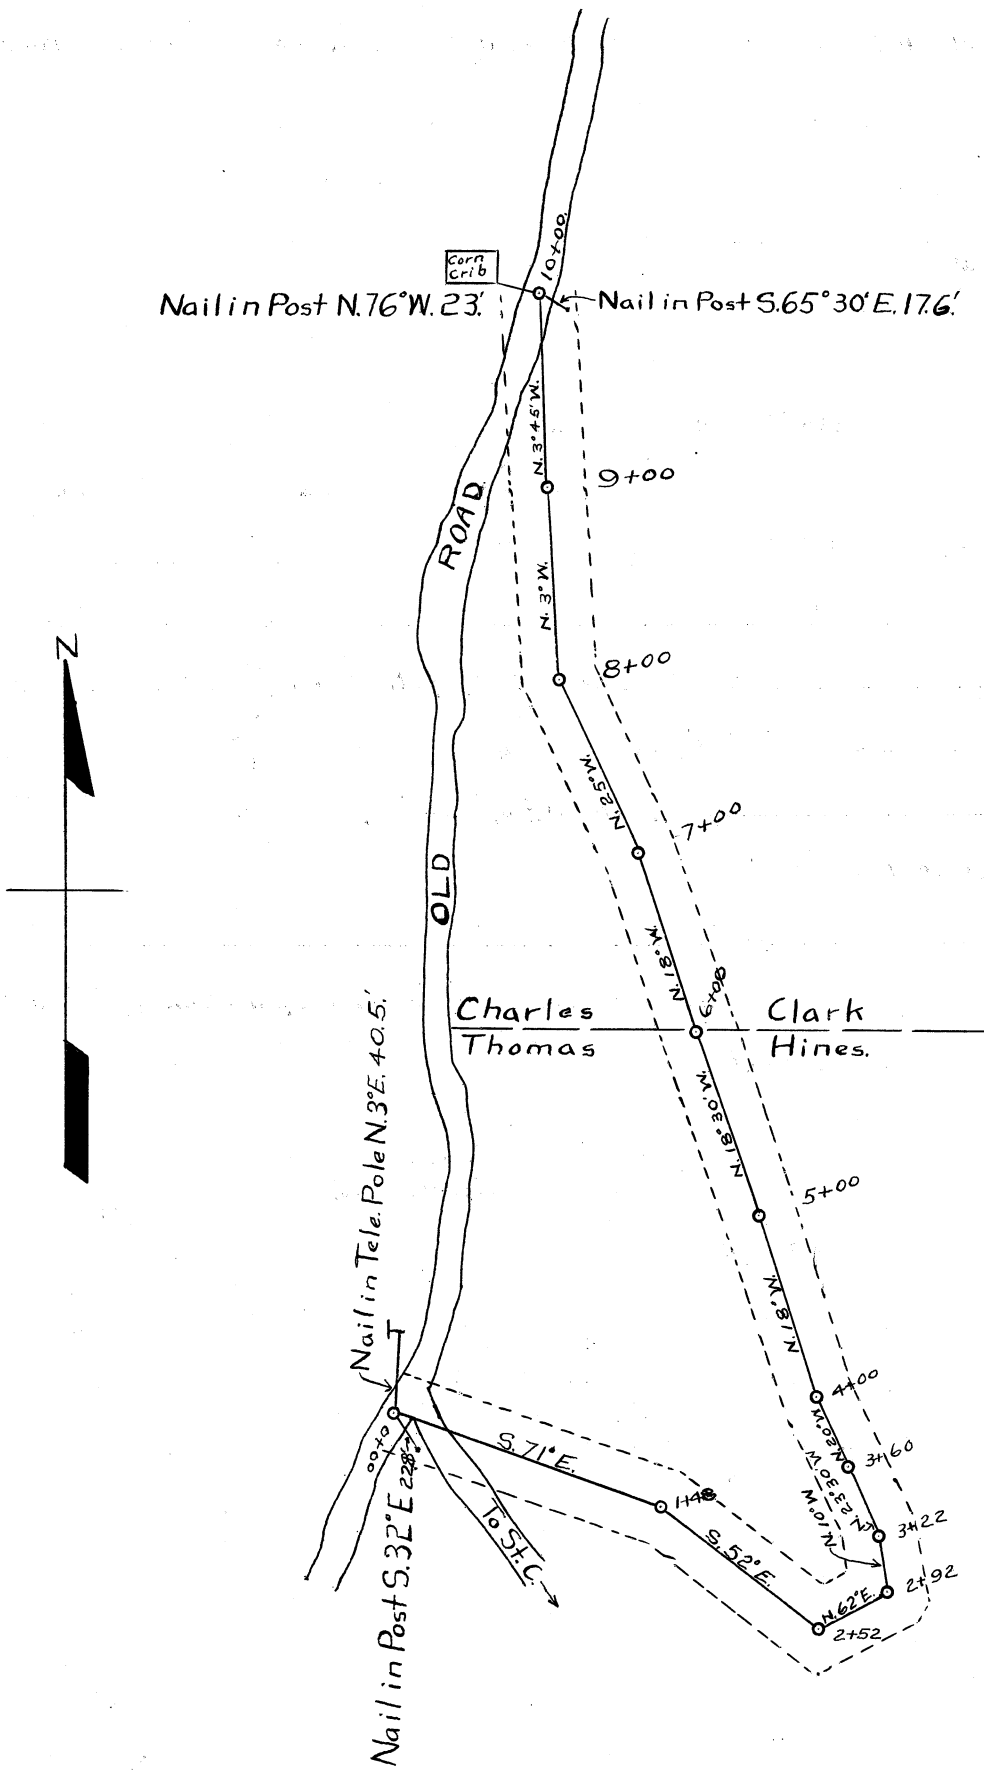 10+00.
Corn
Crib
Nail in Post N.76°W. 23.'
Nail in Post S.65°30'E. 17.6.'
N. 3°45'W.
9+00
ROAD
N. 3° W.
N
8+00
N. 25° W.
7+00
OLD
N. 18° W.
6+00
Charles
Thomas
Clark
Hines.
N. 18° 30' W.
Nail in Tele. Pole N.3°E. 40.5.'
5+00
N. 18° W.
T
4+00
N. 20° W.
S. 71° E.
3+60
0+00
N. 23° 30' W.
1+48
N. 10° W.
To St. C.
3+22
S. 52° E.
2+92
N. 62° E.
2+52
Nail in Post S.32°E 22.8.'